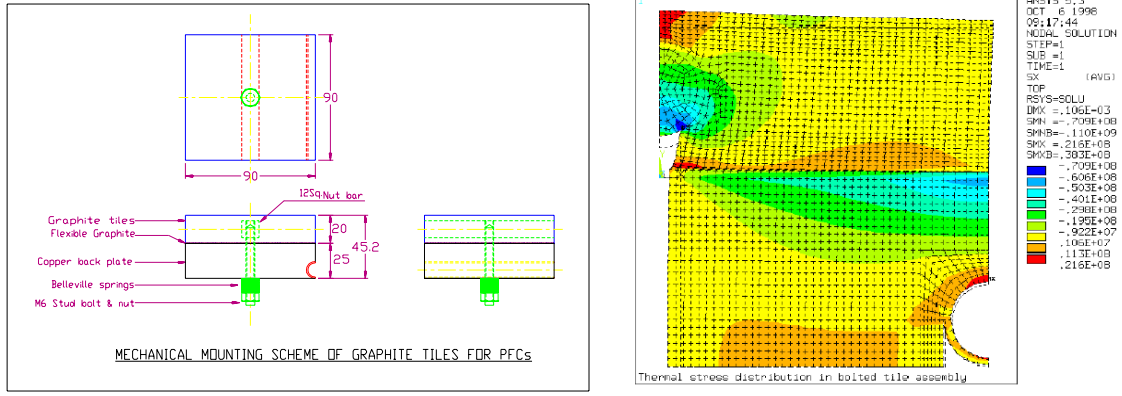 90
90
12Sq.Nut bar
Graphite tiles
Flexible Graphite
Copper back plate
Belleville springs
M6 Stud bolt & nut
20
25
45.2
MECHANICAL MOUNTING SCHEME OF GRAPHITE TILES FOR PFCs
ANSYS 5.3
OCT 6 1998
09:17:44
NODAL SOLUTION
STEP=1
SUB =1
TIME=1
SX (AVG)
TOP
RSYS=SOLU
DMX =.106E-03
SMN =-.709E+08
SMNB=-.110E+09
SMX =.216E+08
SMXB=.383E+08
-.709E+08
-.606E+08
-.503E+08
-.401E+08
-.298E+08
-.195E+08
-.922E+07
.106E+07
.113E+08
.216E+08
Thermal stress distribution in bolted tile assembly